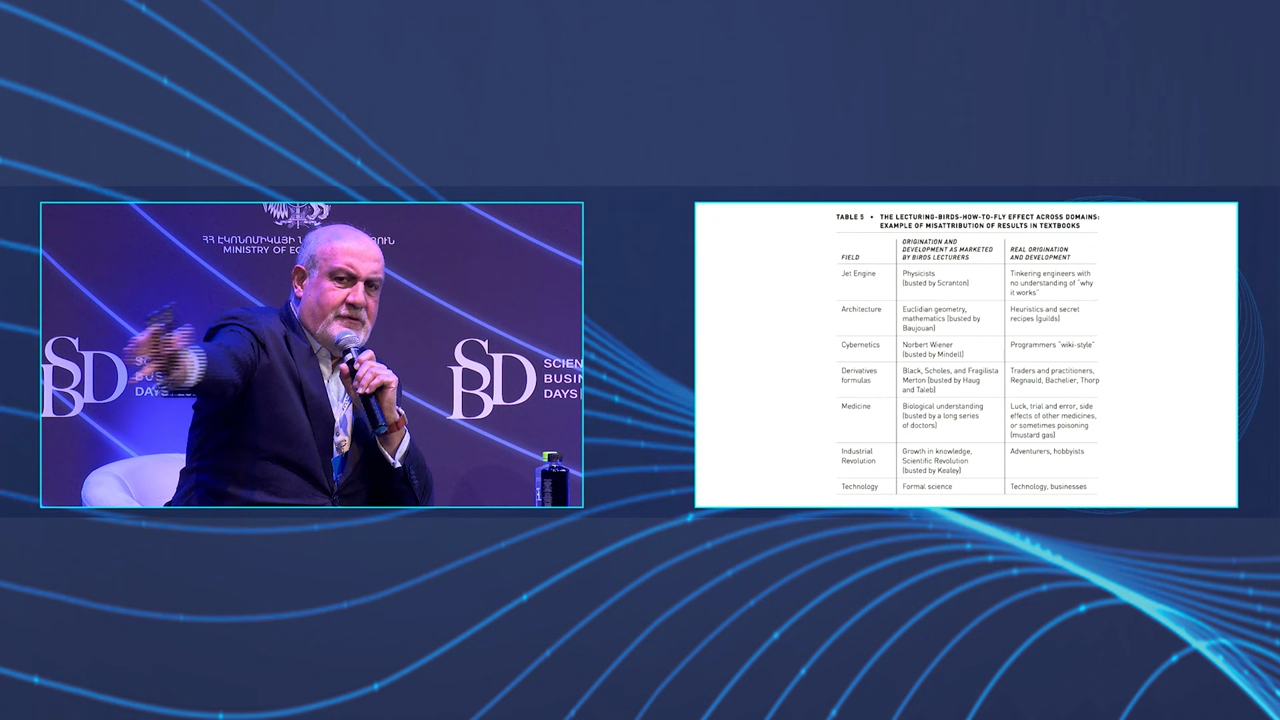 ՀՀ ԷԿՈՆՈՄԻԿԱՅԻ Ն
ՈՒՆ
MINISTRY OF EC
SBD
BUS
DAYS
SBD
SCIEN
BUSIN
DAYS
TABLE 5 • THE LECTURING-BIRDS-HOW-TO-FLY EFFECT ACROSS DOMAINS:
EXAMPLE OF MISATTRIBUTION OF RESULTS IN TEXTBOOKS
FIELD
ORIGINATION AND
DEVELOPMENT AS MARKETED
BY BIRDS LECTURERS
REAL ORIGINATION
AND DEVELOPMENT
Jet Engine
Physicists
(busted by Scranton)
Tinkering engineers with
no understanding of "why
it works"
Architecture
Euclidian geometry,
mathematics (busted by
Baujouan)
Heuristics and secret
recipes (guilds)
Cybernetics
Norbert Wiener
(busted by Mindell)
Programmers "wiki-style"
Derivatives
formulas
Black, Scholes, and Fragilista
Merton (busted by Haug
and Taleb)
Traders and practitioners,
Regnauld, Bachelier, Thorp
Medicine
Biological understanding
(busted by a long series
of doctors)
Luck, trial and error, side
effects of other medicines,
or sometimes poisoning
(mustard gas)
Industrial
Revolution
Growth in knowledge,
Scientific Revolution
(busted by Kealey)
Adventurers, hobbyists
Technology
Formal science
Technology, businesses